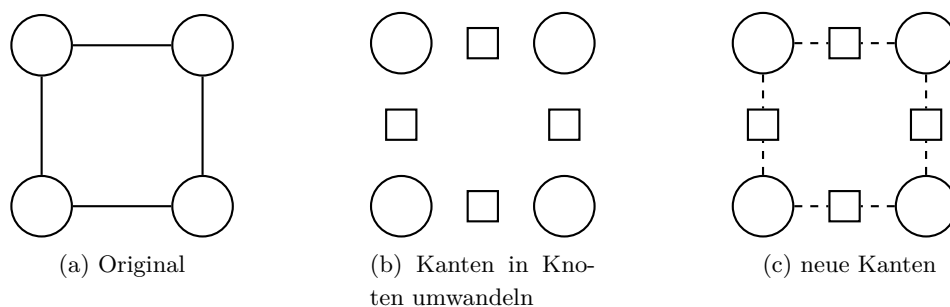 (a) Original
(b) Kanten in Kno-
ten umwandeln
(c) neue Kanten